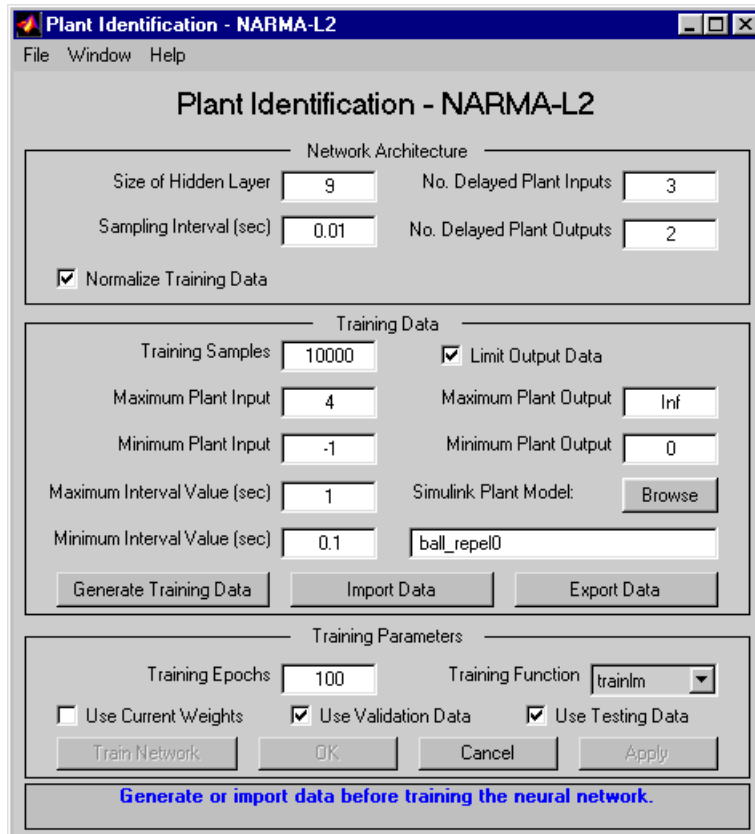 Plant Identification - NARMA-L2
File Window Help
Plant Identification - NARMA-L2
Network Architecture
Size of Hidden Layer 9 No. Delayed Plant Inputs 3
Sampling Interval (sec) 0.01 No. Delayed Plant Outputs 2
Normalize Training Data
Training Data
Training Samples 10000 Limit Output Data
Maximum Plant Input 4 Maximum Plant Output Inf
Minimum Plant Input -1 Minimum Plant Output 0
Maximum Interval Value (sec) 1 Simulink Plant Model: Browse
Minimum Interval Value (sec) 0.1 ball_repel0
Generate Training Data Import Data Export Data
Training Parameters
Training Epochs 100 Training Function trainlm
Use Current Weights Use Validation Data Use Testing Data
Train Network OK Cancel Apply
Generate or import data before training the neural network.